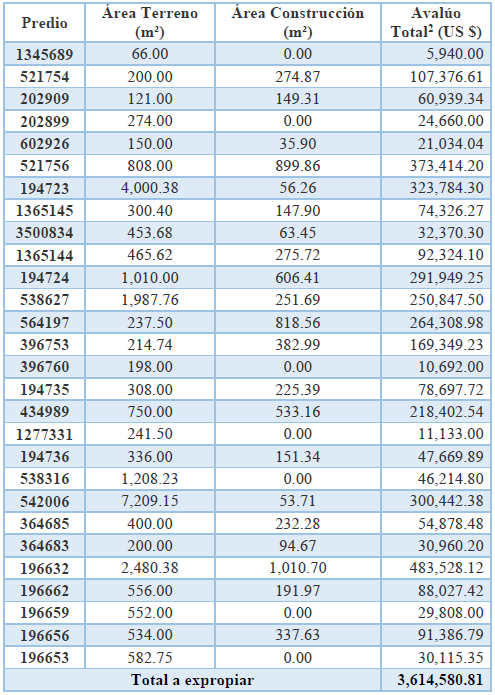 Predio Área Terreno (m²) Área Construcción (m²) Avalúo Total² (US $)
1345689 66.00 0.00 5,940.00
521754 200.00 274.87 107,376.61
202909 121.00 149.31 60,939.34
202899 274.00 0.00 24,660.00
602926 150.00 35.90 21,034.04
521756 808.00 899.86 373,414.20
194723 4,000.38 56.26 323,784.30
1365145 300.40 147.90 74,326.27
3500834 453.68 63.45 32,370.30
1365144 465.62 275.72 92,324.10
194724 1,010.00 606.41 291,949.25
538627 1,987.76 251.69 250,847.50
564197 237.50 818.56 264,308.98
396753 214.74 382.99 169,349.23
396760 198.00 0.00 10,692.00
194735 308.00 225.39 78,697.72
434989 750.00 533.16 218,402.54
1277331 241.50 0.00 11,133.00
194736 336.00 151.34 47,669.89
538316 1,208.23 0.00 46,214.80
542006 7,209.15 53.71 300,442.38
364685 400.00 232.28 54,878.48
364683 200.00 94.67 30,960.20
196632 2,480.38 1,010.70 483,528.12
196662 556.00 191.97 88,027.42
196659 552.00 0.00 29,808.00
196656 534.00 337.63 91,386.79
196653 582.75 0.00 30,115.35
Total a expropiar 3,614,580.81